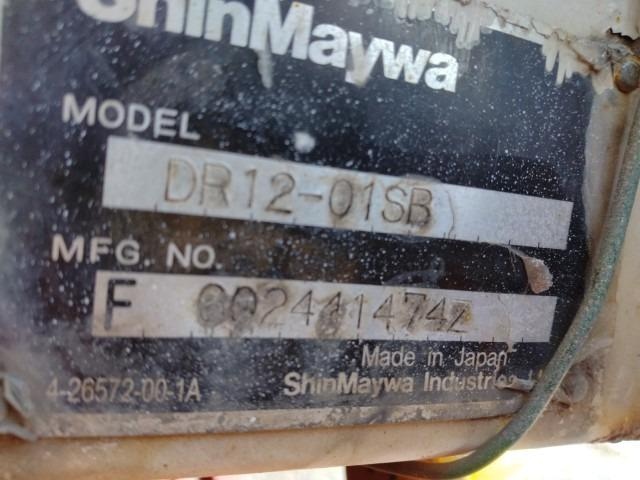 ShinMaywa
MODEL
DR12-01SB
MFG. NO.
F
Made in Japan
4-26572-00-1A
ShinMaywa Industries